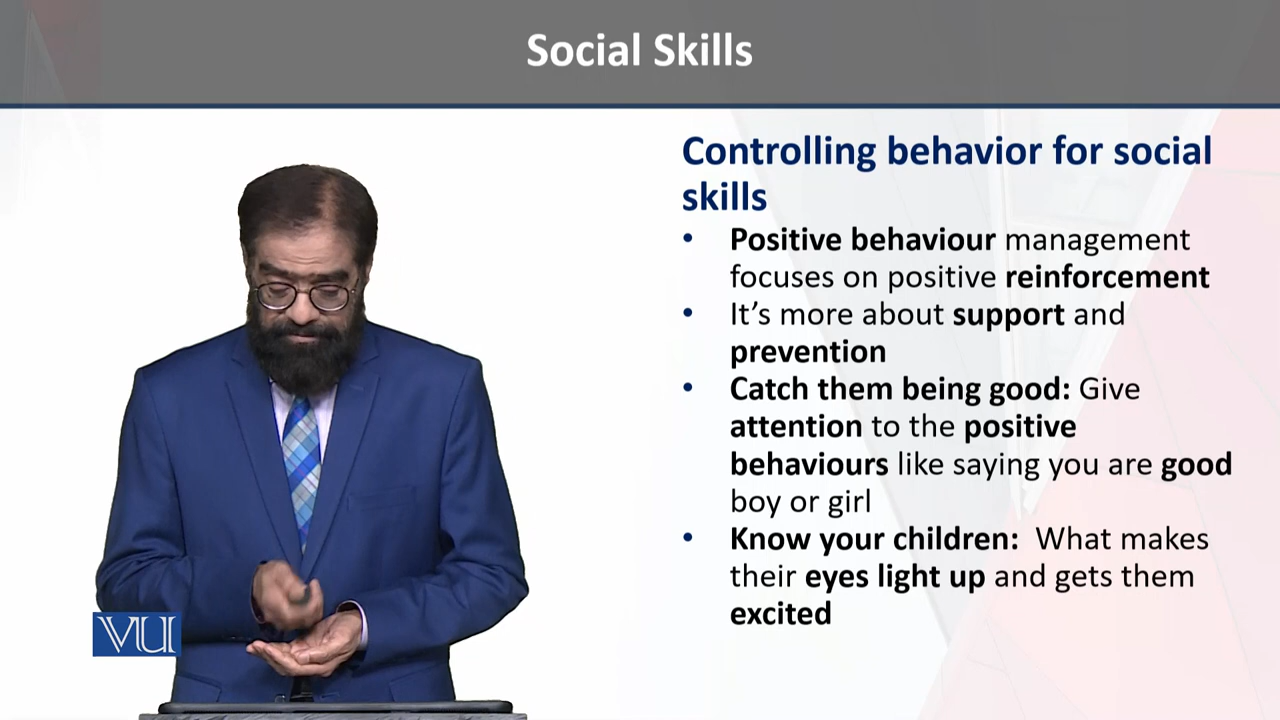 Social Skills
Controlling behavior for social
skills
• Positive behaviour management
focuses on positive reinforcement
• It’s more about support and
prevention
• Catch them being good: Give
attention to the positive
behaviours like saying you are good
boy or girl
• Know your children:  What makes
their eyes light up and gets them
excited
VU